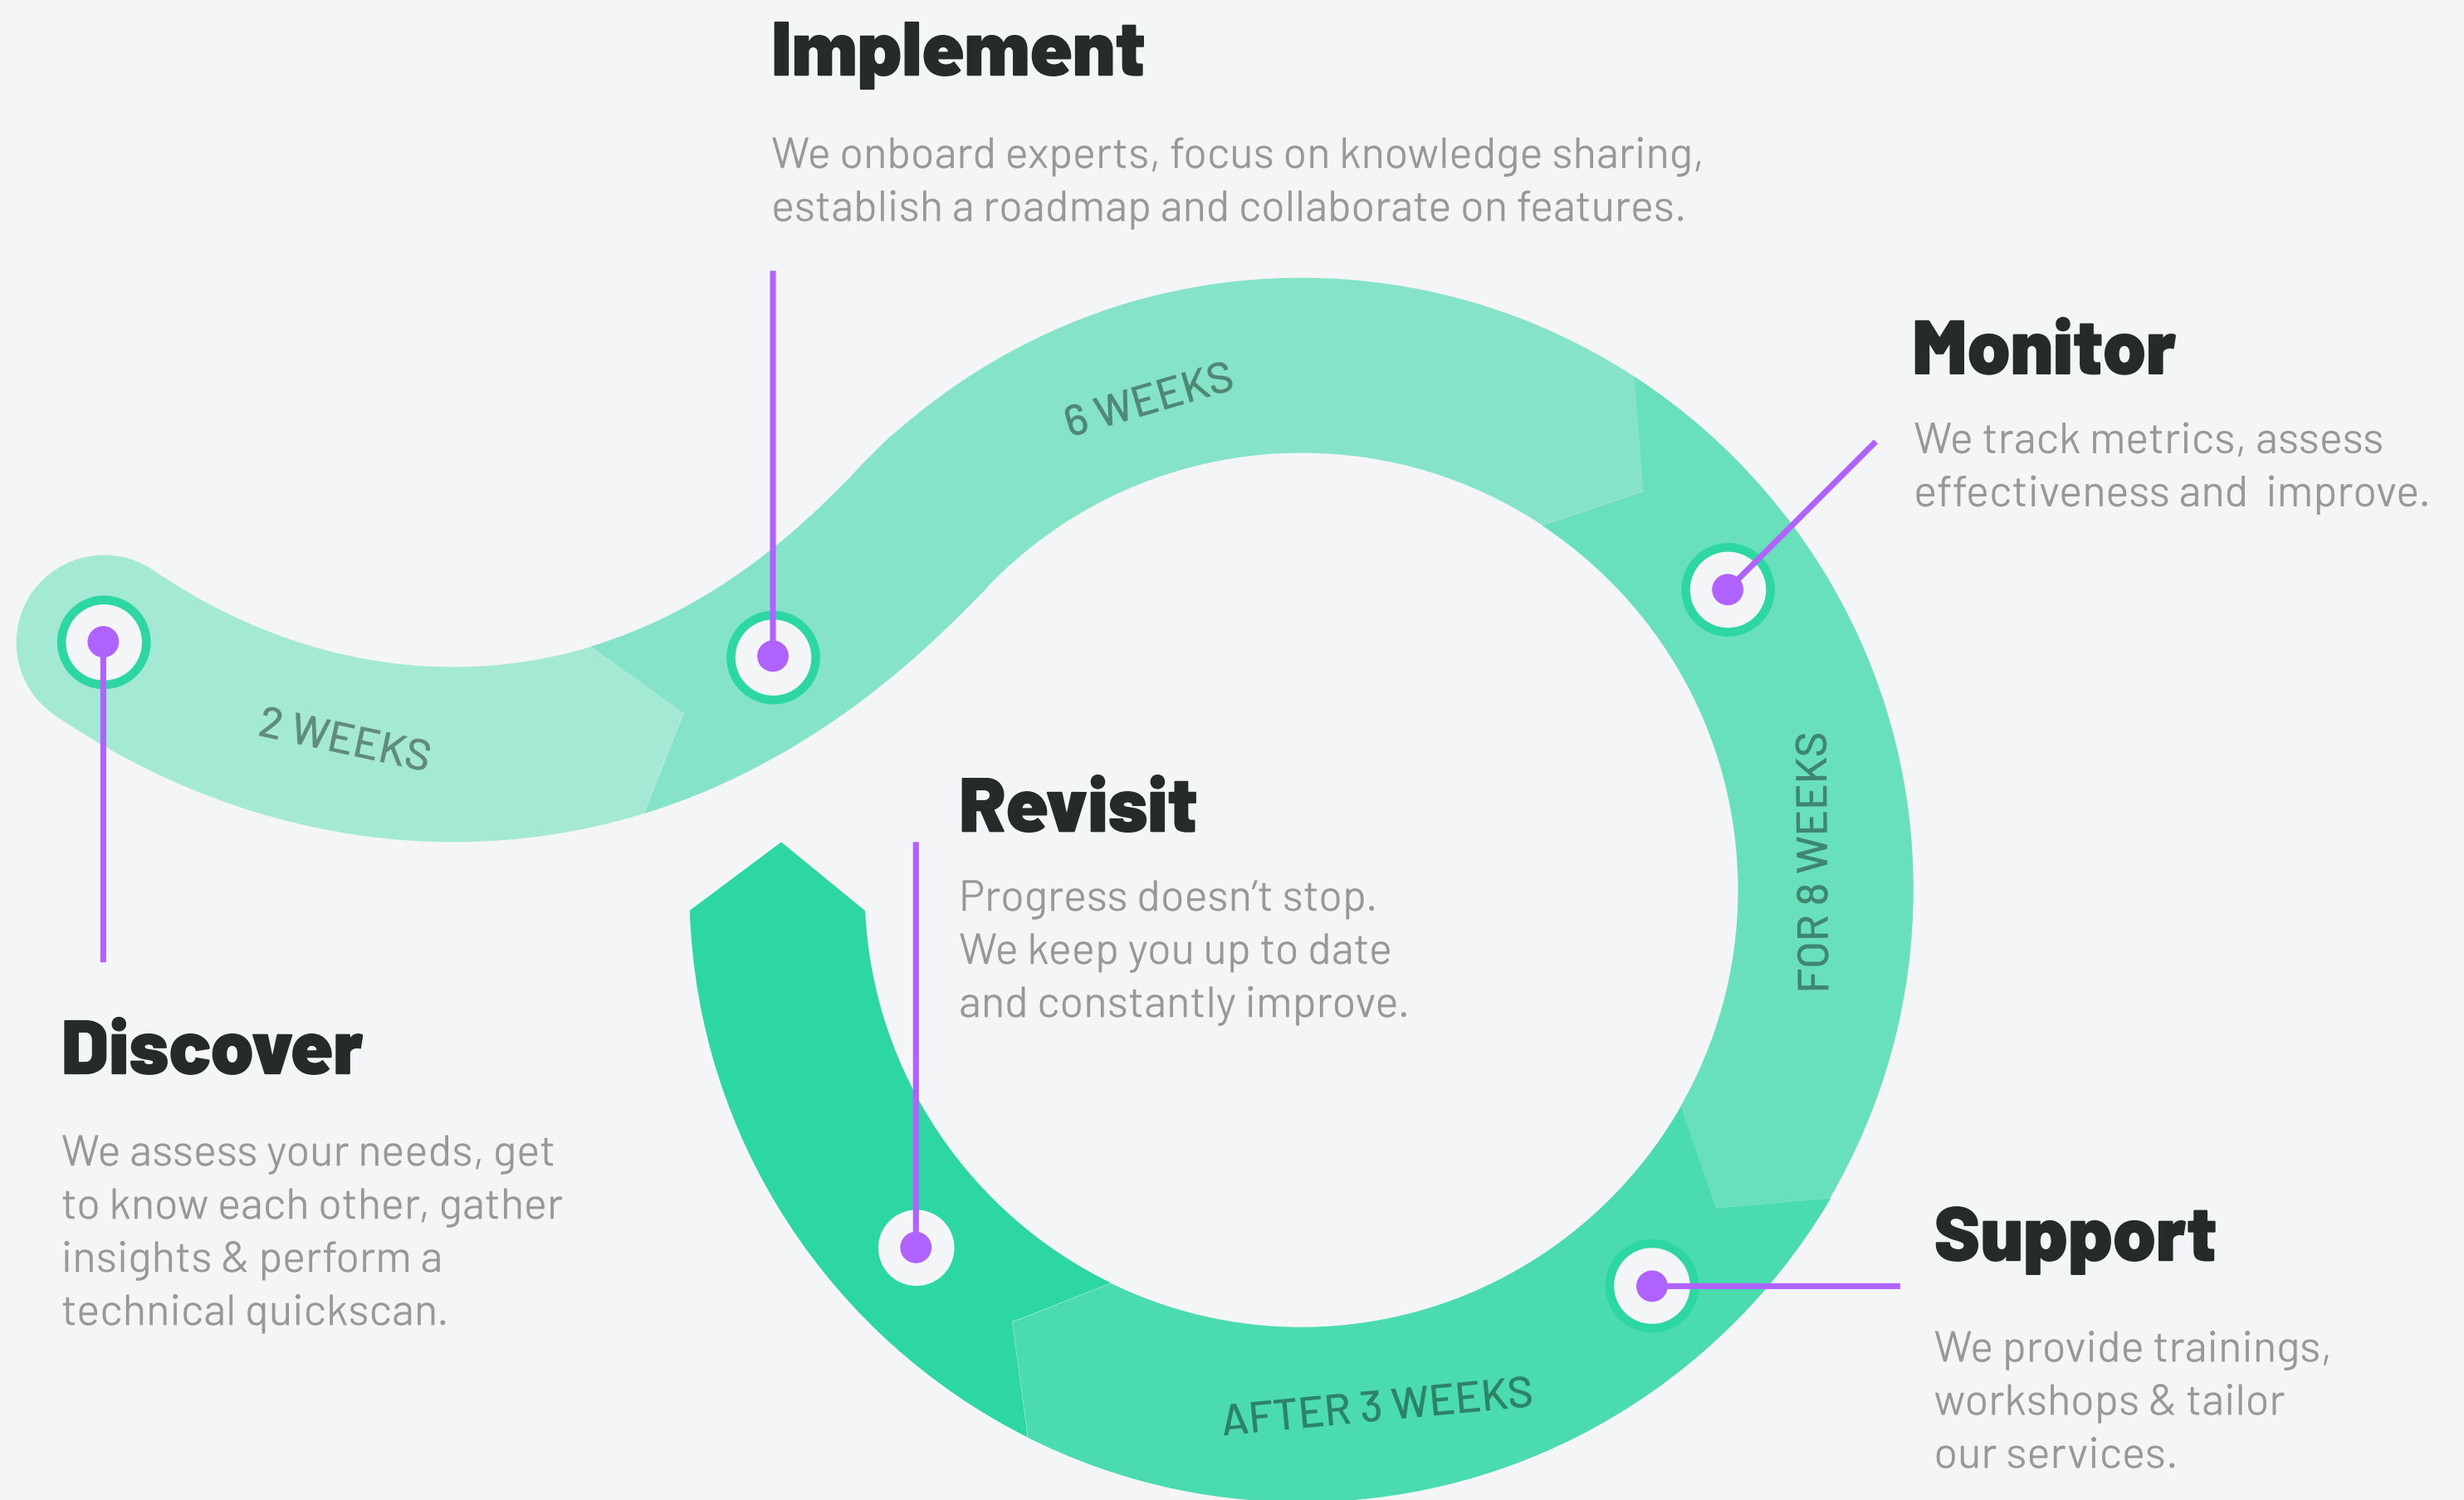 Implement
We onboard experts, focus on knowledge sharing,
establish a roadmap and collaborate on features.
Monitor
We track metrics, assess
effectiveness and improve.
6 WEEKS
2 WEEKS
FOR 8 WEEKS
Revisit
Progress doesn’t stop.
We keep you up to date
and constantly improve.
Discover
We assess your needs, get
to know each other, gather
insights & perform a
technical quickscan.
Support
We provide trainings,
workshops & tailor
our services.
AFTER 3 WEEKS